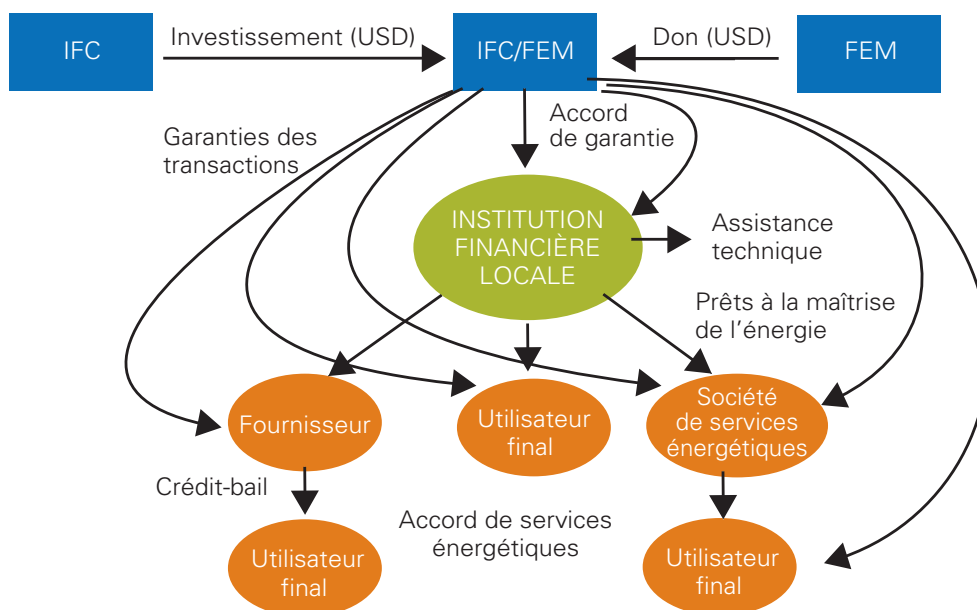 IFC
Investissement (USD)
IFC/FEM
Don (USD)
FEM
Garanties des
transactions
Accord
de garantie
INSTITUTION
FINANCIÈRE
LOCALE
Assistance
technique
Prêts à la maîtrise
de l'énergie
Fournisseur
Utilisateur
final
Société
de services
énergétiques
Crédit-bail
Accord de services
énergétiques
Utilisateur
final
Utilisateur
final